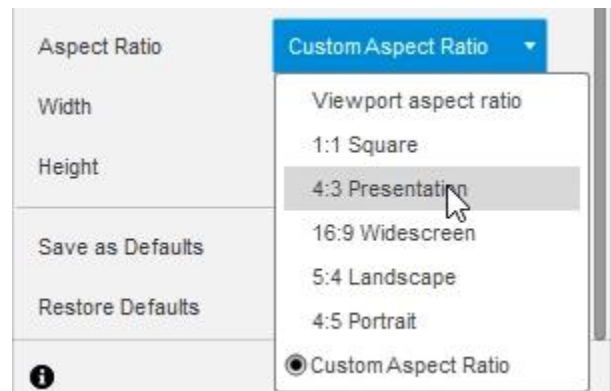 Aspect Ratio
Custom Aspect Ratio
Width
Height
Save as Defaults
Restore Defaults
Viewport aspect ratio
1:1 Square
4:3 Presentation
16:9 Widescreen
5:4 Landscape
4:5 Portrait
Custom Aspect Ratio